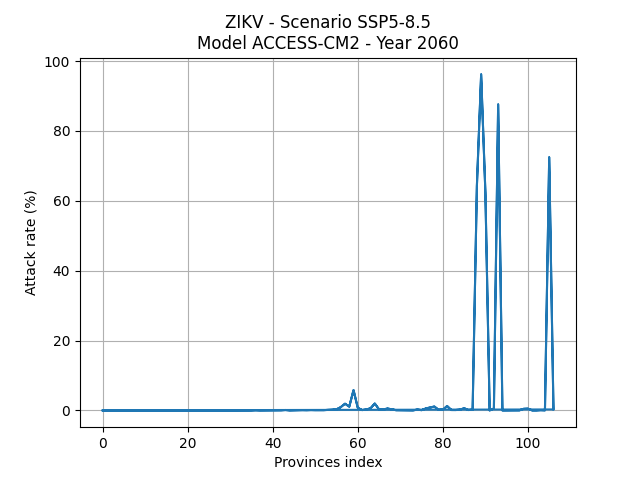 ZIKV - Scenario SSP5-8.5
Model ACCESS-CM2 - Year 2060
100
80
60
40
20
0
Attack rate (%)
0 20 40 60 80 100
Provinces index